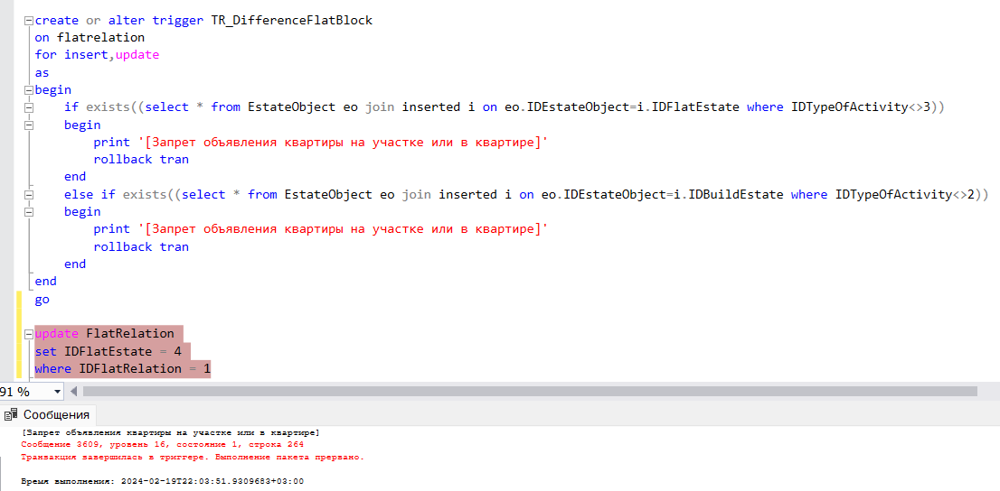 create or alter trigger TR_DifferenceFlatBlock
on flatrelation
for insert,update
as
begin
if exists((select * from EstateObject eo join inserted i on eo.IDEstateObject=i.IDFlatEstate where IDTypeOfActivity<>3))
begin
print '[Запрет объявления квартиры на участке или в квартире]'
rollback tran
end
else if exists((select * from EstateObject eo join inserted i on eo.IDEstateObject=i.IDBuildEstate where IDTypeOfActivity<>2))
begin
print '[Запрет объявления квартиры на участке или в квартире]'
rollback tran
end
end
go
update FlatRelation
set IDFlatEstate = 4
where IDFlatRelation = 1
91 %
Сообщения
[Запрет объявления квартиры на участке или в квартире]
Сообщение 3609, уровень 16, состояние 1, строка 264
Транзакция завершилась в триггере. Выполнение пакета прервано.
Время выполнения: 2024-02-19T22:03:51.9309683+03:00